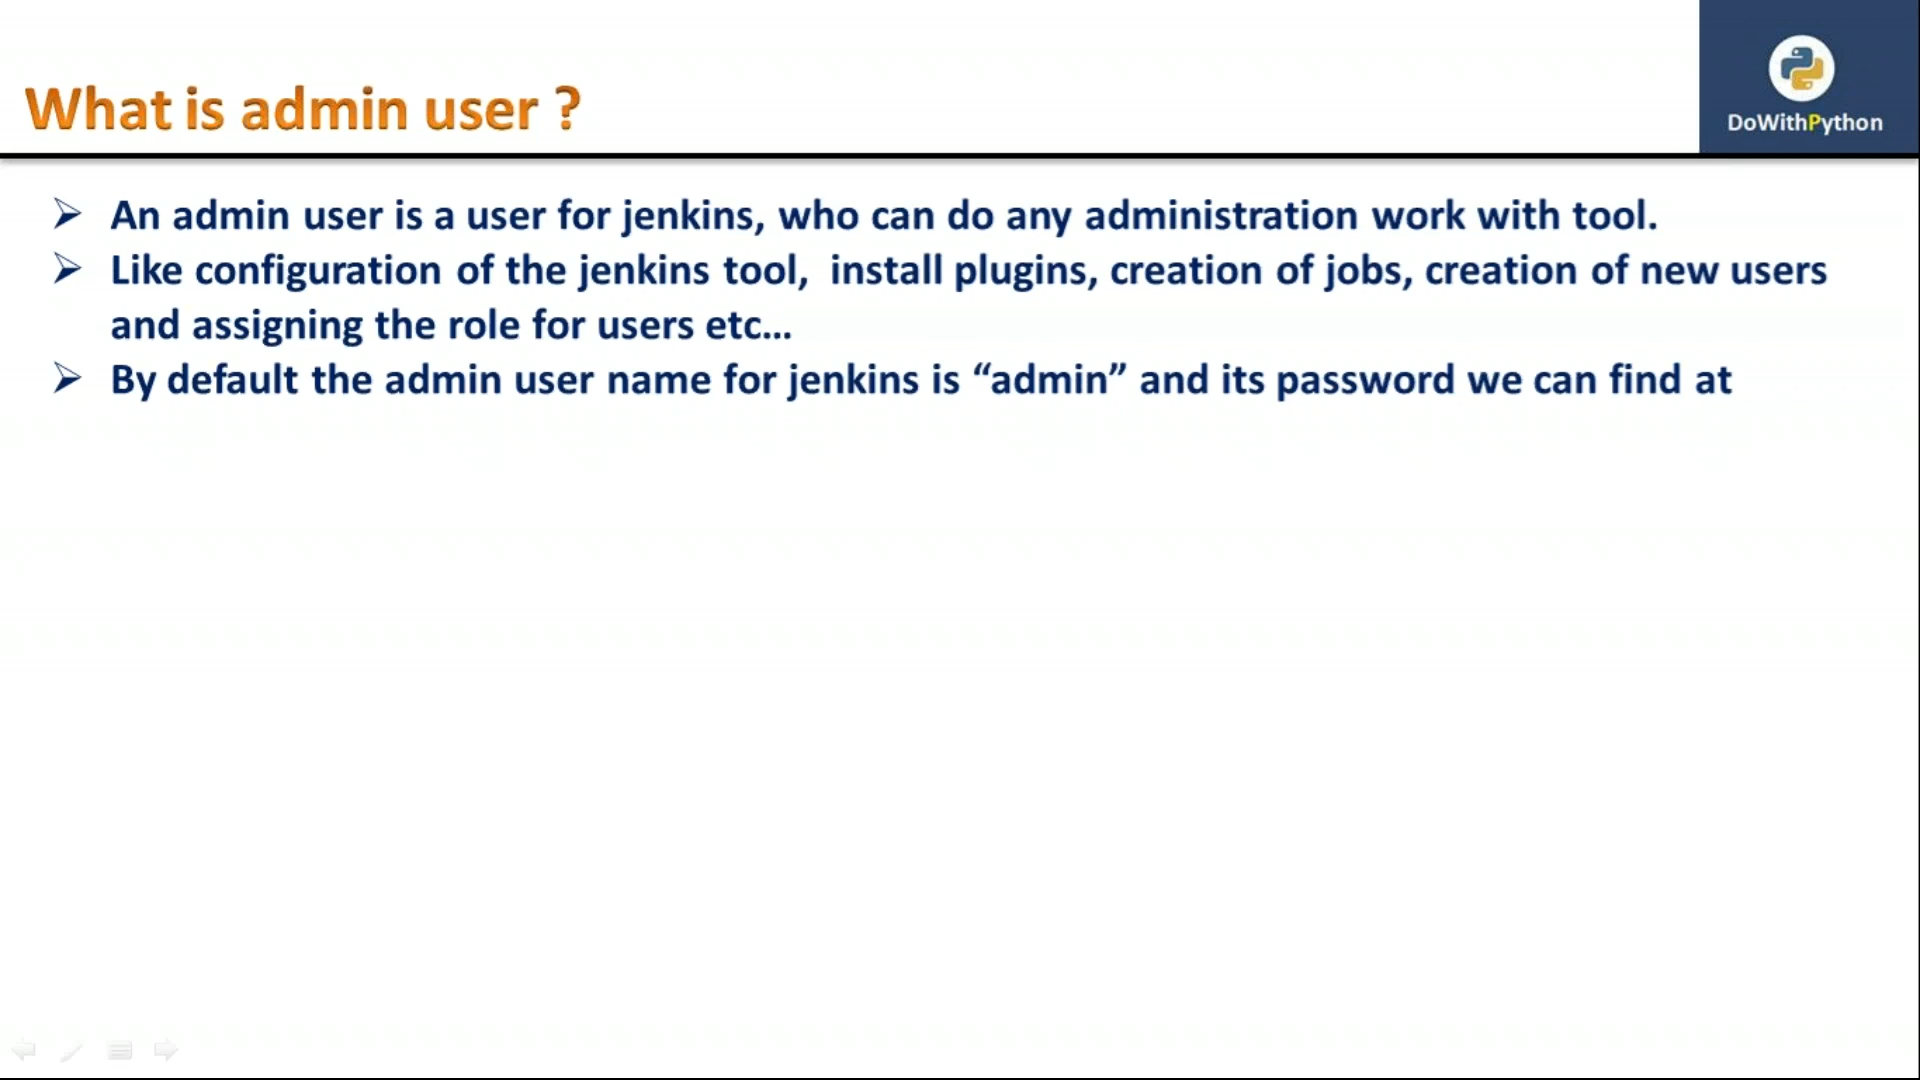 What is admin user ?
DoWithPython
➢ An admin user is a user for jenkins, who can do any administration work with tool.
➢ Like configuration of the jenkins tool,  install plugins, creation of jobs, creation of new users
and assigning the role for users etc...
➢ By default the admin user name for jenkins is “admin” and its password we can find at